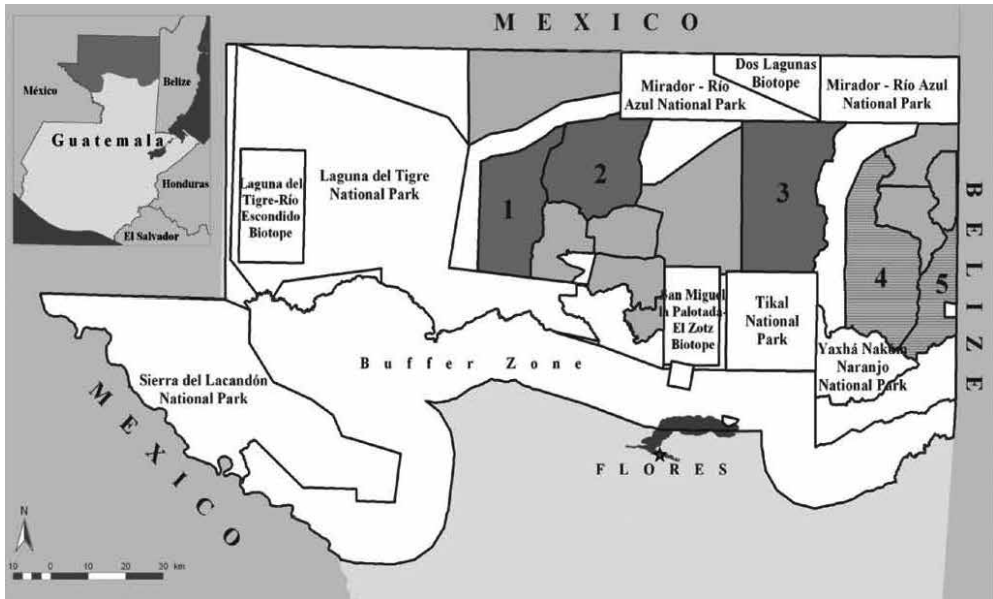 M E X I C O
México
Belize
Guatemala
Honduras
El Salvador
Dos Lagunas
Biotope
Mirador - Río
Azul National Park
Mirador - Río Azul
National Park
Laguna del Tigre
National Park
Laguna del
Tigre-Río
Escondido
Biotope
1
2
3
4
5
B E L I Z E
San Miguel
la Palotada-
El Zotz
Biotope
Tikal
National
Park
Yaxhá Nakum
Naranjo
National Park
Buffer Zone
Sierra del Lacandón
National Park
M E X I C O
F L O R E S
N
10 0 10 20 30 km